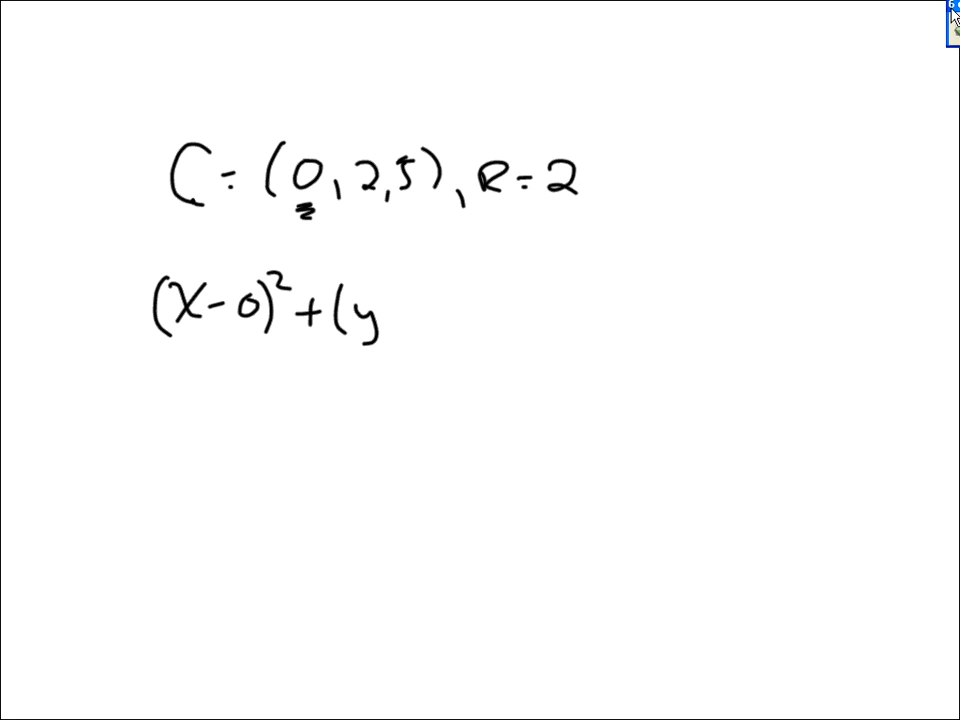 C = (0, 2, 5), R = 2
(x - 0)² + (y